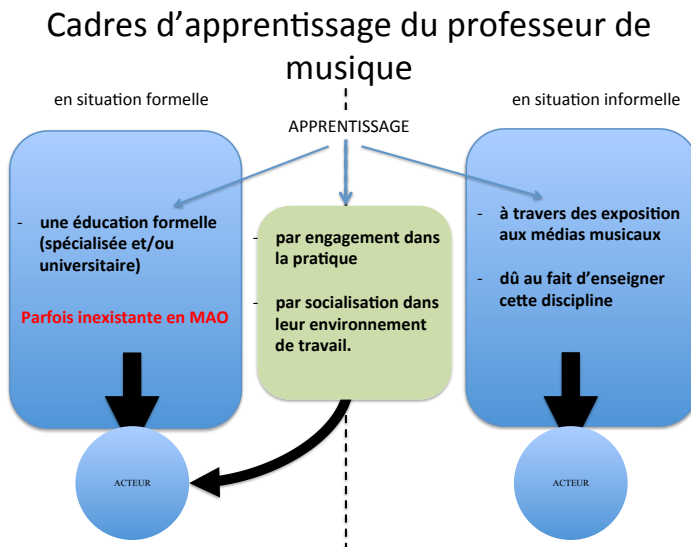 Cadres d'apprentissage du professeur de
musique
en situation formelle
en situation informelle
APPRENTISSAGE
- une éducation formelle
(spécialisée et/ou
universitaire)
Parfois inexistante en MAO
- par engagement dans
la pratique
- par socialisation dans
leur environnement
de travail.
- à travers des exposition
aux médias musicaux
- dû au fait d'enseigner
cette discipline
ACTEUR
ACTEUR